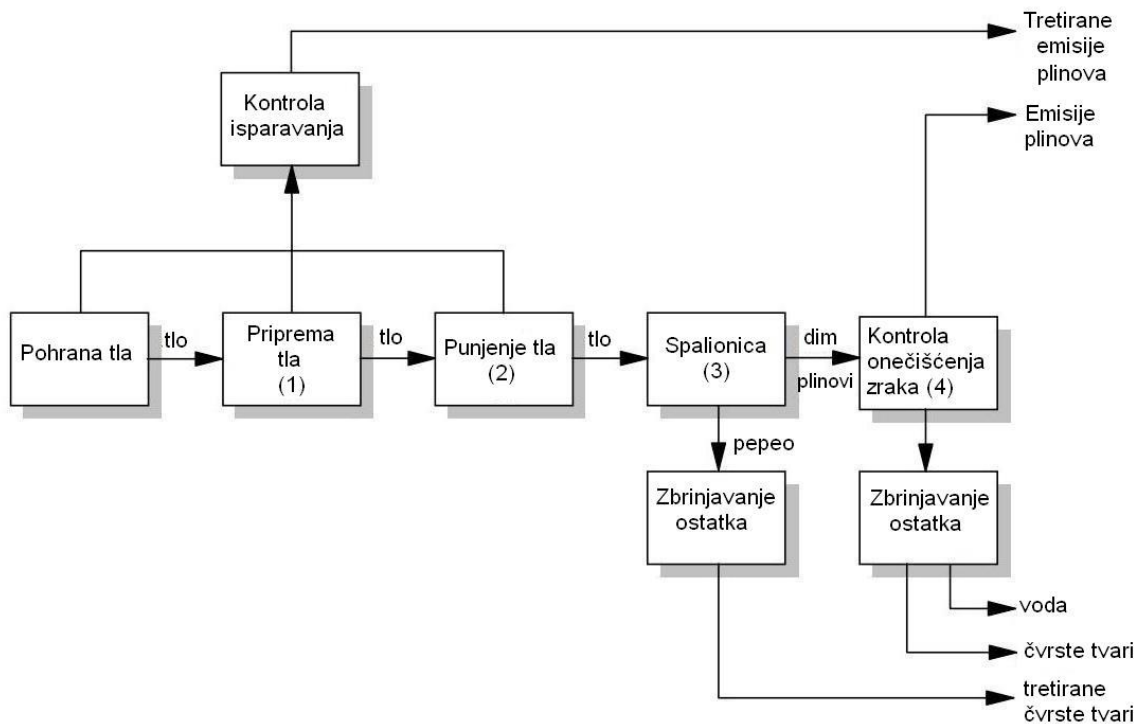 Tretirane
emisije
plinova
Kontrola
isparavanja
Emisije
plinova
Pohrana tla
tlo
Priprema
tla
(1)
tlo
Punjenje tla
(2)
tlo
Spalionica
(3)
dim
plinovi
Kontrola
onečišćenja
zraka (4)
pepeo
Zbrinjavanje
ostatka
Zbrinjavanje
ostatka
voda
čvrste tvari
tretirane
čvrste tvari